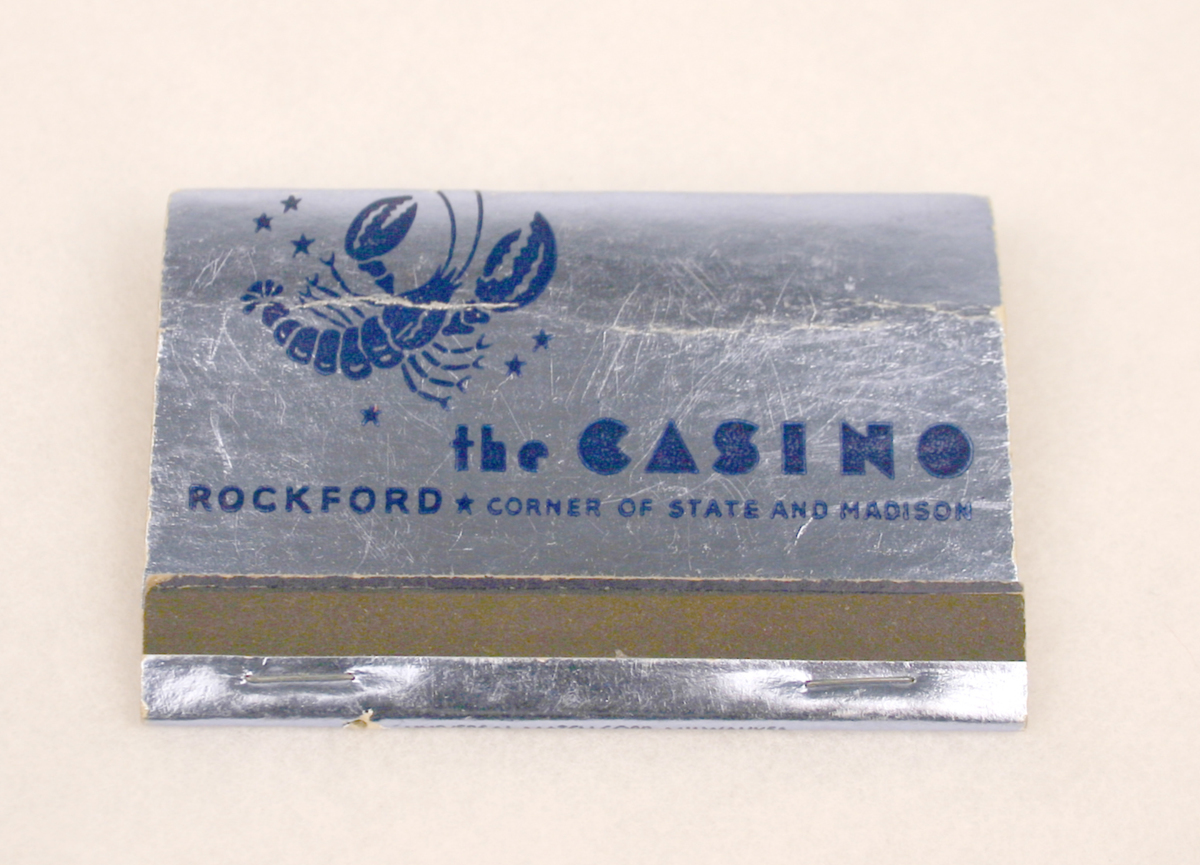 the CASINO
ROCKFORD ★ CORNER OF STATE AND MADISON